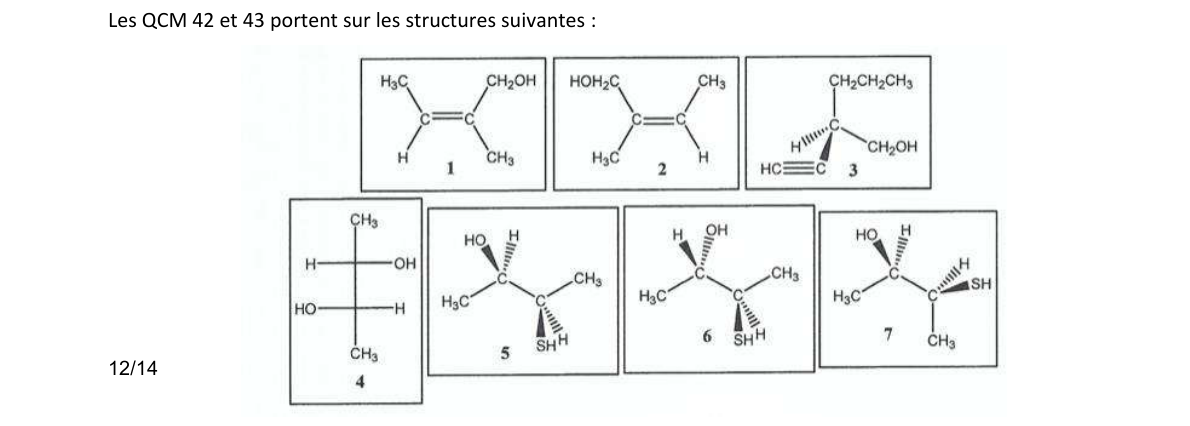 Les QCM 42 et 43 portent sur les structures suivantes :
H₃C CH₂OH HOH₂C CH₃ CH₂CH₂CH₃
C C C C C
H CH₃ H₃C H H CH₂OH
1 2 HC C 3
CH₃ HO H H OH HO H
H OH C C C H
HO H H₃C C CH₃ H₃C C CH₃ H₃C C SH
CH₃ SH H SH H CH₃
4 5 6 7
12/14